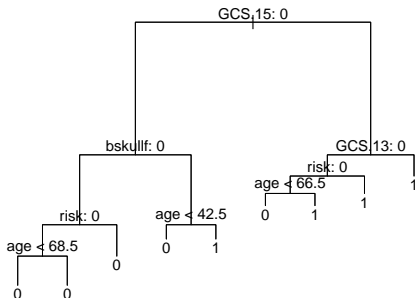 GCS.15: 0
bskullf: 0
GCS.13: 0
risk: 0
age < 66.5
1
1
0
1
risk: 0
age < 42.5
0
1
age < 68.5
0
0
0